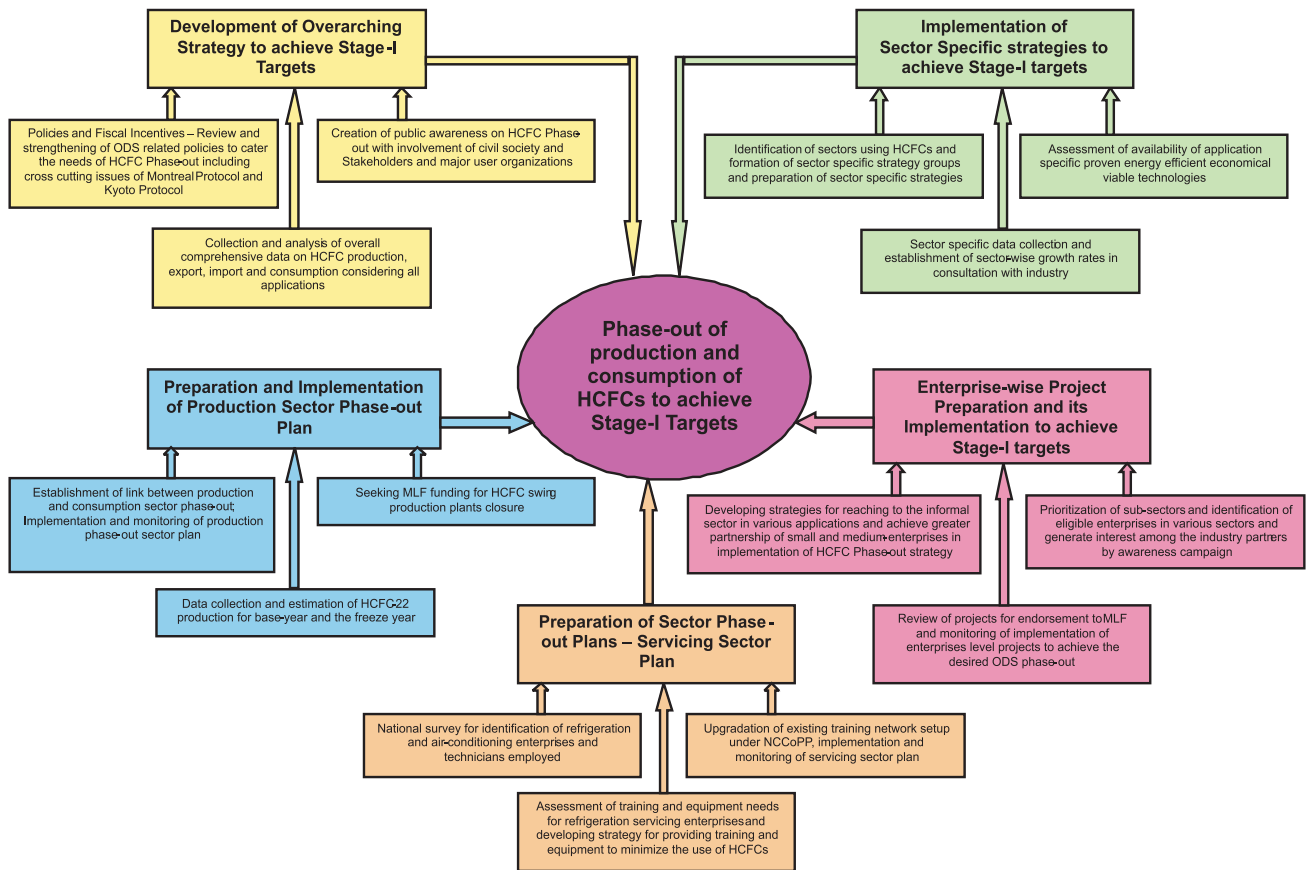 Development of Overarching
Strategy to achieve Stage-I
Targets
Policies and Fiscal Incentives – Review and
strengthening of ODS related policies to cater
the needs of HCFC Phase-out including
cross cutting issues of Montreal Protocol and
Kyoto Protocol
Creation of public awareness on HCFC Phase-
out with involvement of civil society and
Stakeholders and major user organizations
Collection and analysis of overall
comprehensive data on HCFC production,
export, import and consumption considering all
applications
Implementation of
Sector Specific strategies to
achieve Stage-I targets
Identification of sectors using HCFCs and
formation of sector specific strategy groups
and preparation of sector specific strategies
Assessment of availability of application
specific proven energy efficient economical
viable technologies
Sector specific data collection and
establishment of sector-wise growth rates in
consultation with industry
Phase-out of
production and
consumption of
HCFCs to achieve
Stage-I Targets
Preparation and Implementation
of Production Sector Phase-out
Plan
Establishment of link between production
and consumption sector phase-out;
Implementation and monitoring of production
phase-out sector plan
Seeking MLF funding for HCFC swing
production plants closure
Data collection and estimation of HCFC-22
production for base-year and the freeze year
Enterprise-wise Project
Preparation and its
Implementation to achieve
Stage-I targets
Developing strategies for reaching to the informal
sector in various applications and achieve greater
partnership of small and medium-enterprises in
implementation of HCFC Phase-out strategy
Prioritization of sub-sectors and identification of
eligible enterprises in various sectors and
generate interest among the industry partners
by awareness campaign
Review of projects for endorsement to MLF
and monitoring of implementation of
enterprises level projects to achieve the
desired ODS phase-out
Preparation of Sector Phase-
out Plans – Servicing Sector
Plan
National survey for identification of refrigeration
and air-conditioning enterprises and
technicians employed
Upgradation of existing training network setup
under NCCoPP, implementation and
monitoring of servicing sector plan
Assessment of training and equipment needs
for refrigeration servicing enterprises and
developing strategy for providing training and
equipment to minimize the use of HCFCs